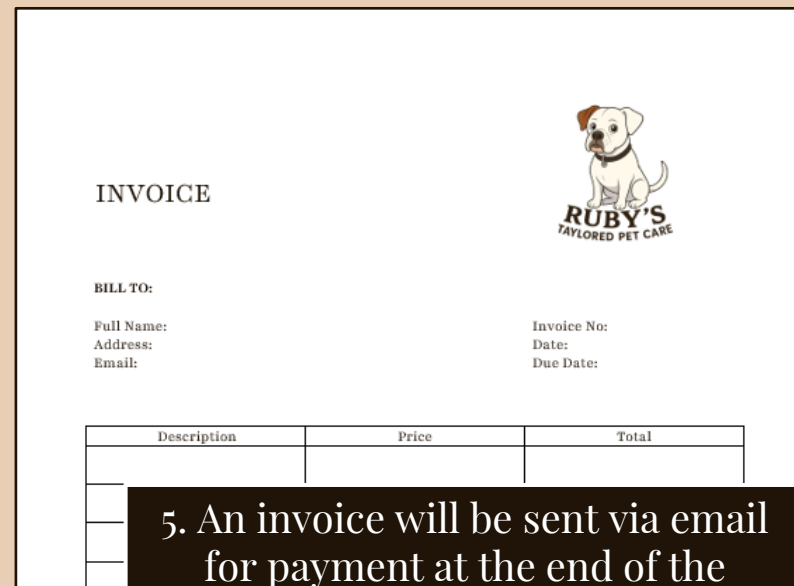 INVOICE
RUBY'S
TAYLORED PET CARE
BILL TO:
Full Name:
Address:
Email:
Invoice No:
Date:
Due Date:
Description Price Total
5. An invoice will be sent via email
for payment at the end of the